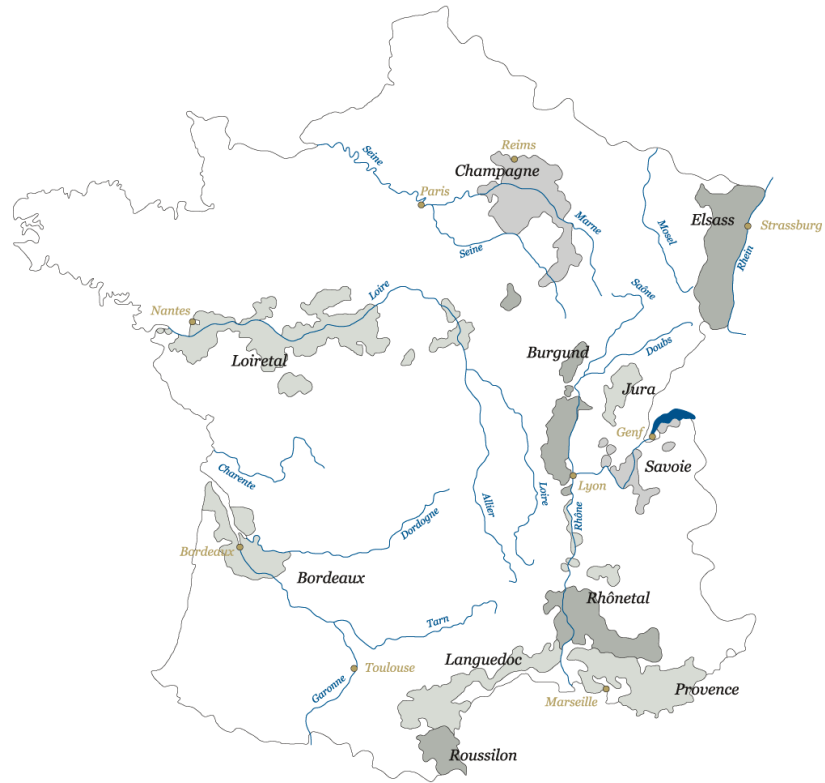 Reims
Seine
Champagne
Paris
Elsass
Marne
Mosel
Strassburg
Seine
Rhein
Saône
Loire
Nantes
Doubs
Burgund
Loiretal
Jura
Genf
Savoie
Charente
Lyon
Loire
Allier
Rhône
Dordogne
Bordeaux
Bordeaux
Rhônetal
Tarn
Languedoc
Toulouse
Garonne
Provence
Marseille
Roussilon